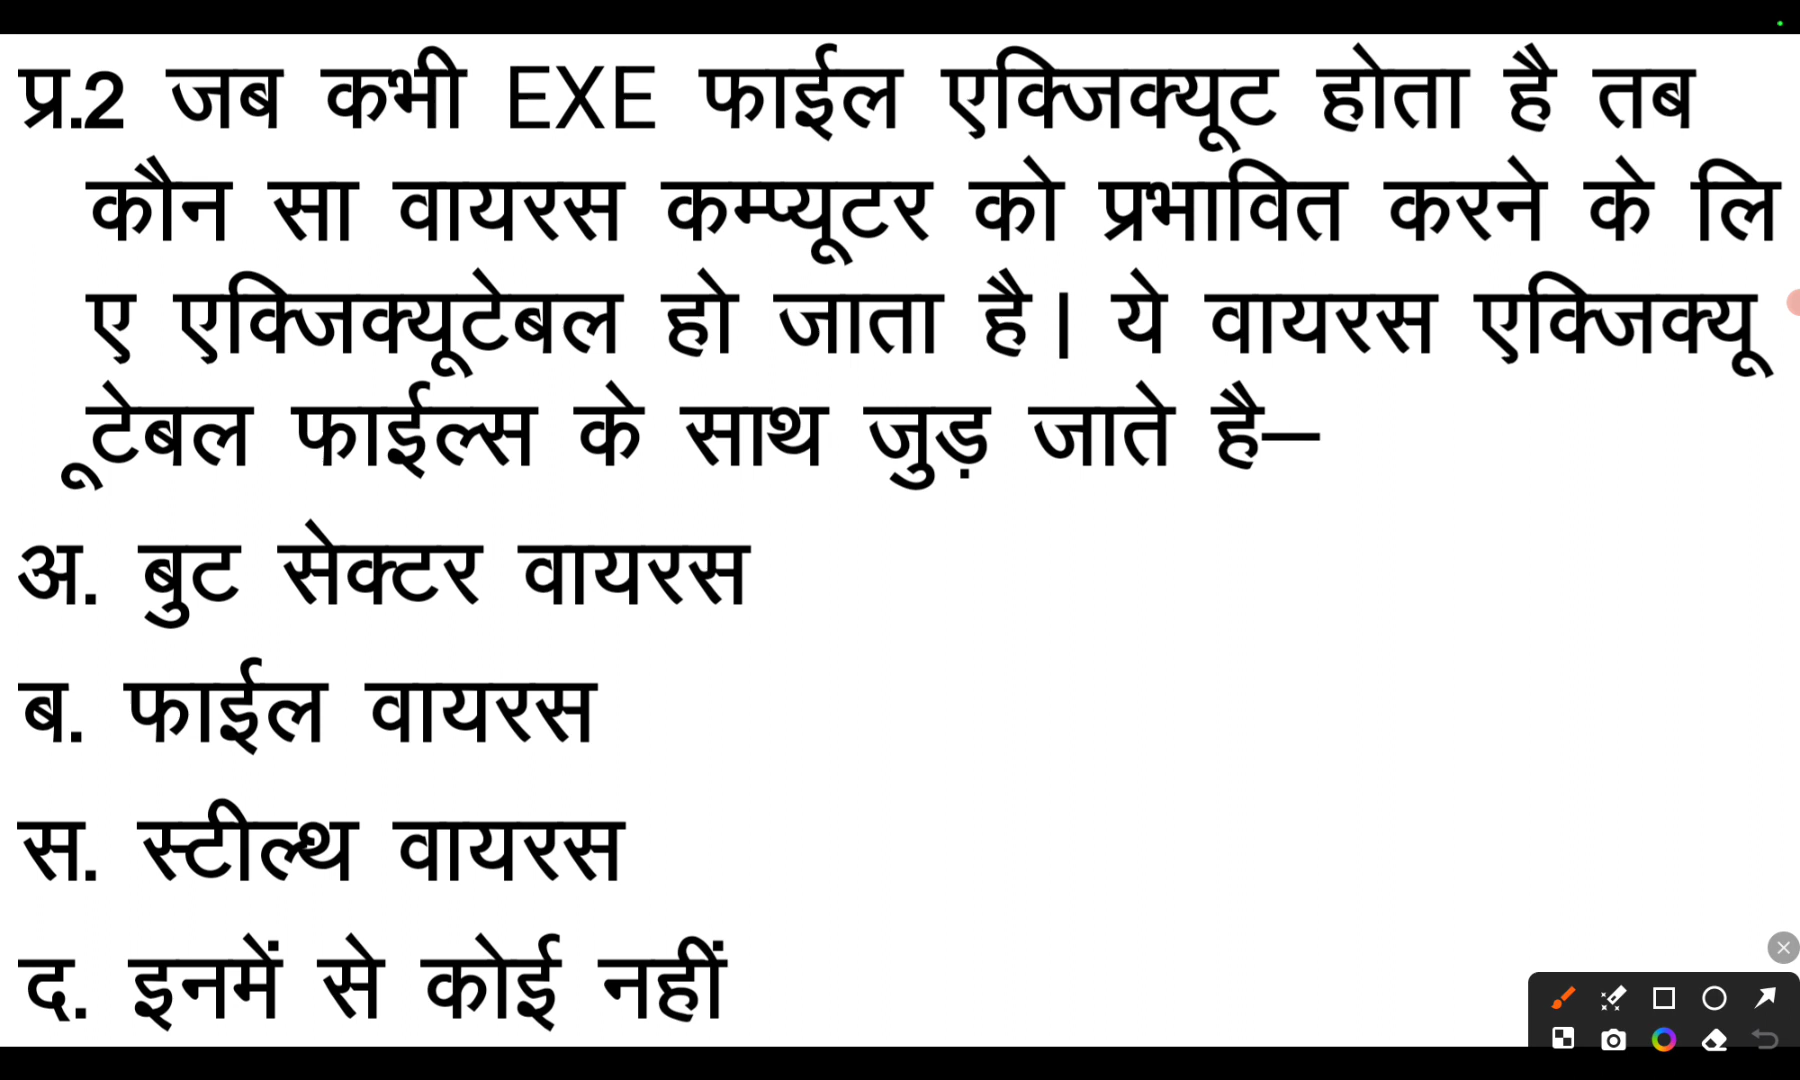 प्र.2 जब कभी EXE फाईल एक्जिक्यूट होता है तब
कौन सा वायरस कम्प्यूटर को प्रभावित करने के लि
ए एक्जिक्यूटेबल हो जाता है। ये वायरस एक्जिक्यू
ूटेबल फाईल्स के साथ जुड़ जाते है–
अ. बुट सेक्टर वायरस
ब. फाईल वायरस
स. स्टील्थ वायरस
द. इनमें से कोई नहीं